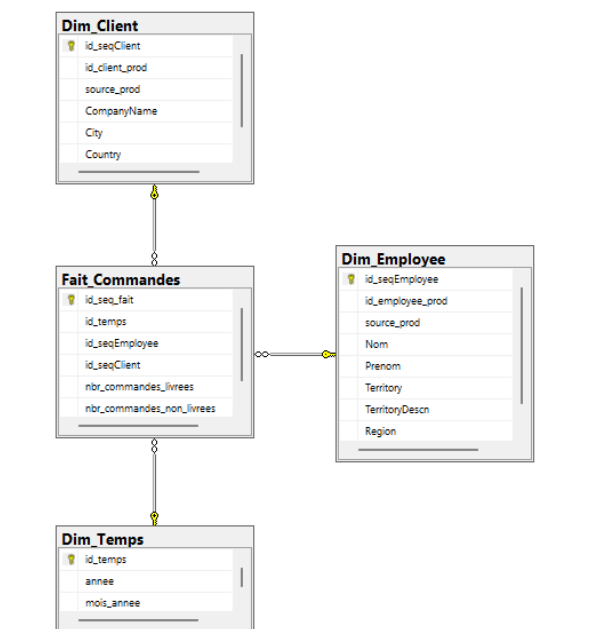 Dim_Client
id_seqClient
id_client_prod
source_prod
CompanyName
City
Country
Fait_Commandes
id_seq_fait
id_temps
id_seqEmployee
id_seqClient
nbr_commandes_livrees
nbr_commandes_non_livrees
Dim_Employee
id_seqEmployee
id_employee_prod
source_prod
Nom
Prenom
Territory
TerritoryDescn
Region
Dim_Temps
id_temps
annee
mois_annee